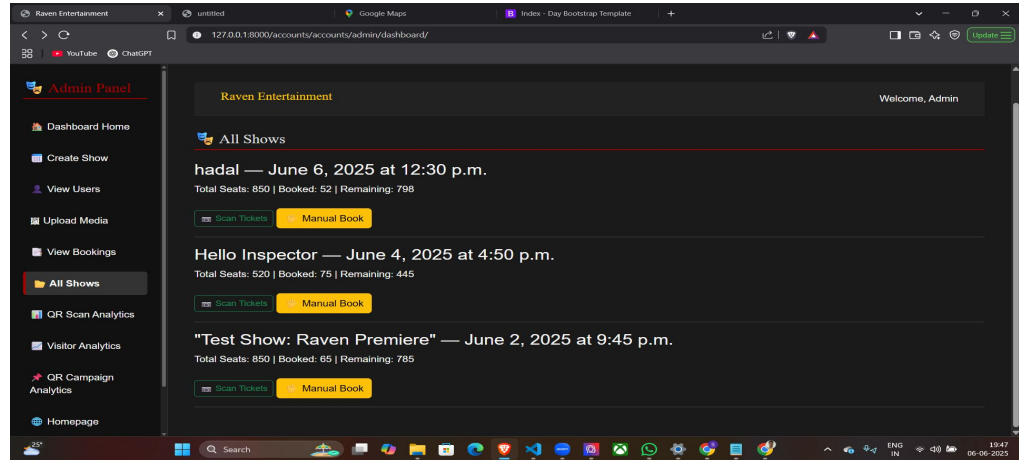 Raven Entertainment
untitled
Google Maps
B Index - Day Bootstrap Template
127.0.0.1:8000/accounts/accounts/admin/dashboard/
Update
YouTube
ChatGPT
Admin Panel
Dashboard Home
Create Show
View Users
Upload Media
View Bookings
All Shows
QR Scan Analytics
Visitor Analytics
QR Campaign
Analytics
Homepage
Raven Entertainment
Welcome, Admin
All Shows
hadal — June 6, 2025 at 12:30 p.m.
Total Seats: 850 | Booked: 52 | Remaining: 798
Scan Tickets
Manual Book
Hello Inspector — June 4, 2025 at 4:50 p.m.
Total Seats: 520 | Booked: 75 | Remaining: 445
Scan Tickets
Manual Book
"Test Show: Raven Premiere" — June 2, 2025 at 9:45 p.m.
Total Seats: 850 | Booked: 65 | Remaining: 785
Scan Tickets
Manual Book
25°
Search
ENG
IN
19:47
06-06-2025